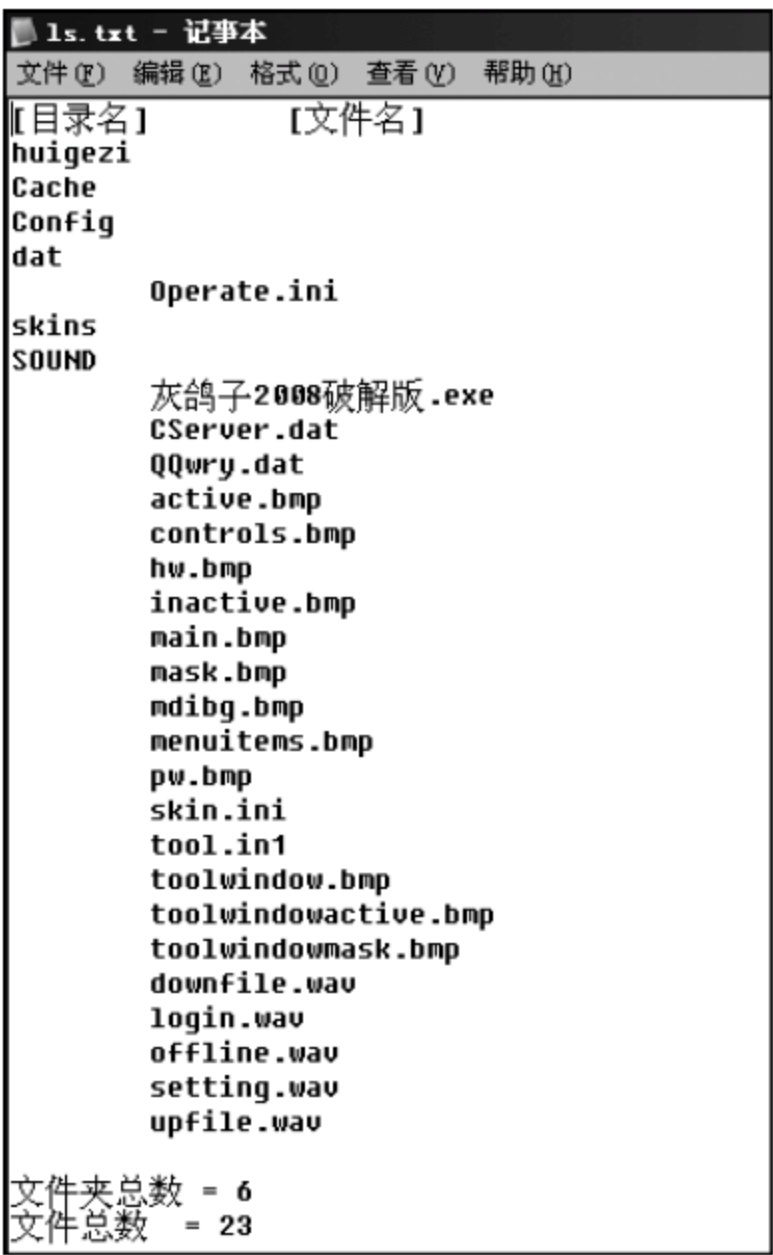 ls.txt - 记事本
文件(F) 编辑(E) 格式(O) 查看(V) 帮助(H)
[目录名] [文件名]
huigezi
Cache
Config
dat
Operate.ini
skins
SOUND
灰鸽子2008破解版.exe
CServer.dat
QQwry.dat
active.bmp
controls.bmp
hw.bmp
inactive.bmp
main.bmp
mask.bmp
mdibg.bmp
menuitems.bmp
pw.bmp
skin.ini
tool.in1
toolwindow.bmp
toolwindowactive.bmp
toolwindowmask.bmp
downfile.wav
login.wav
offline.wav
setting.wav
upfile.wav
文件夹总数 = 6
文件总数 = 23